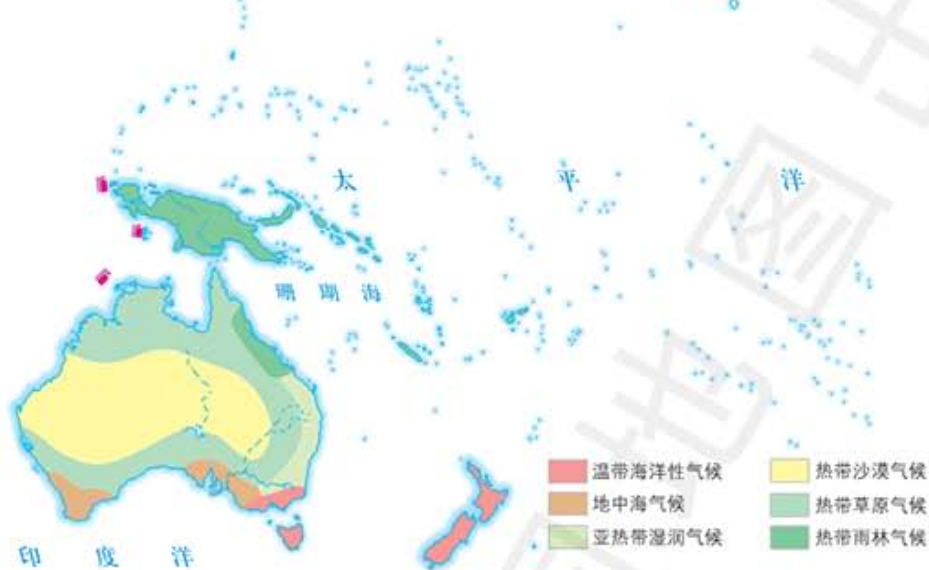 太 平 洋
珊 瑚 海
温带海洋性气候
热带沙漠气候
地中海气候
热带草原气候
亚热带湿润气候
热带雨林气候
印 度 洋